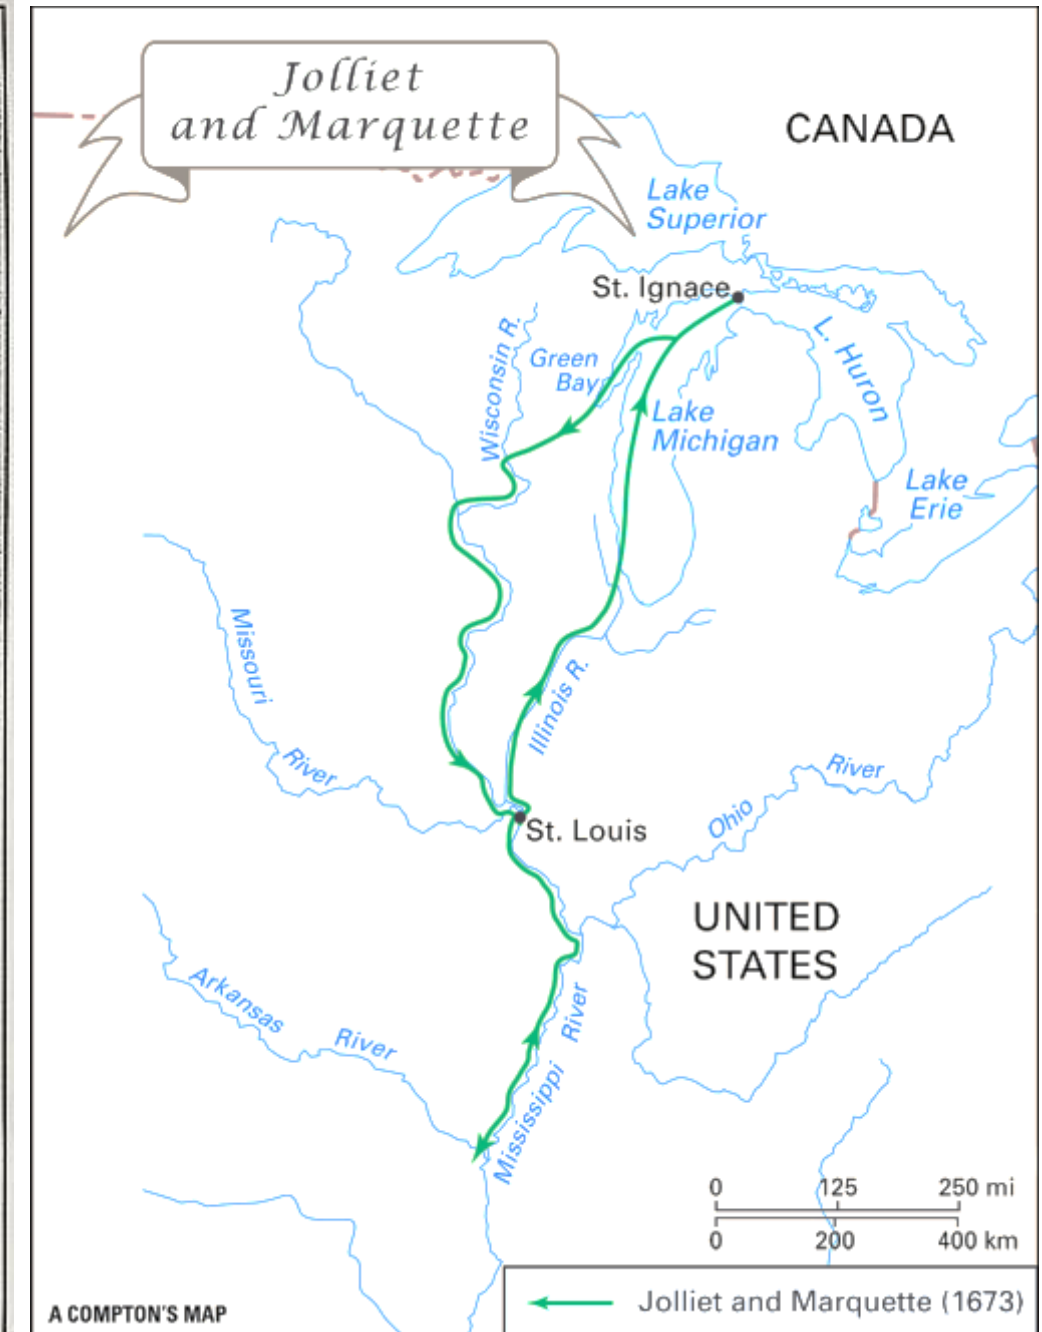 Jolliet
and Marquette
CANADA
Lake
Superior
St. Ignace
Wisconsin R.
Green
Bay
L. Huron
Lake
Michigan
Lake
Erie
Missouri
River
Illinois R.
St. Louis
Ohio
River
UNITED
STATES
Arkansas
River
Mississippi
River
0 125 250 mi
0 200 400 km
A COMPTON'S MAP
Jolliet and Marquette (1673)